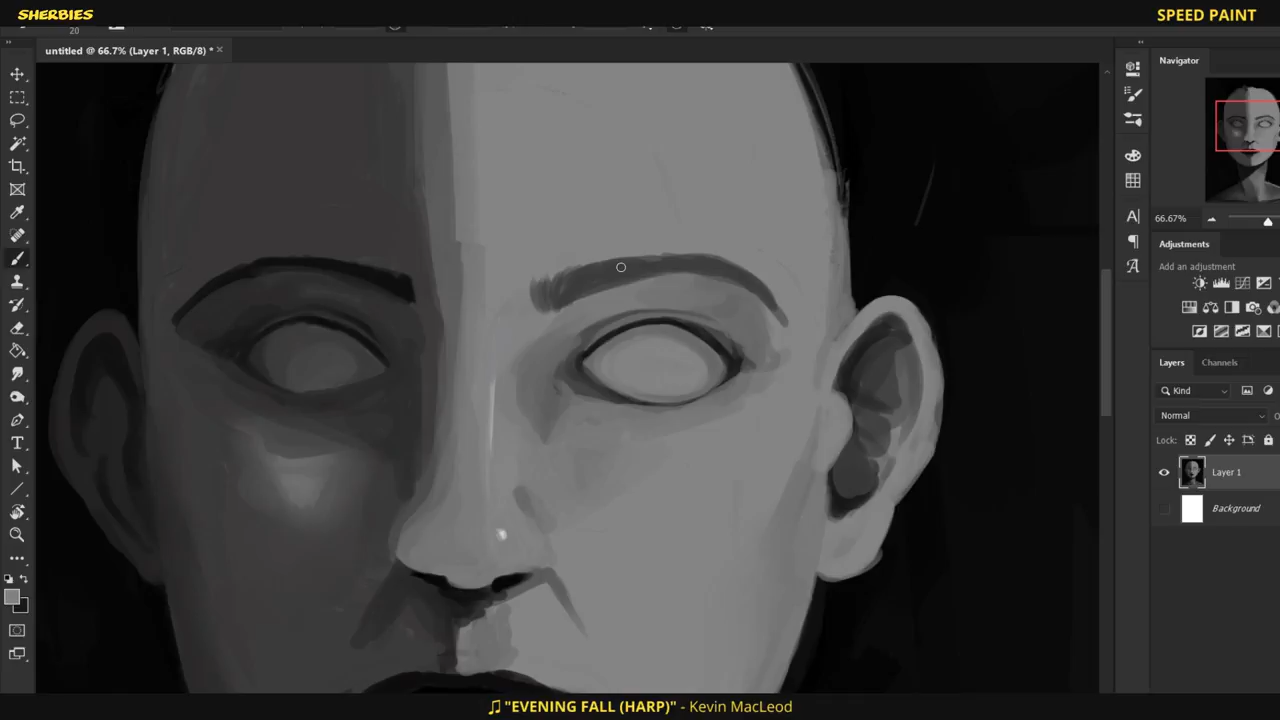 SHERBIES
SPEED PAINT
20
untitled @ 66.7% (Layer 1, RGB/8) *
Navigator
66.67%
Adjustments
Add an adjustment
Layers
Channels
Kind
Normal
Lock:
Layer 1
Background
♫ "EVENING FALL (HARP)" - Kevin MacLeod